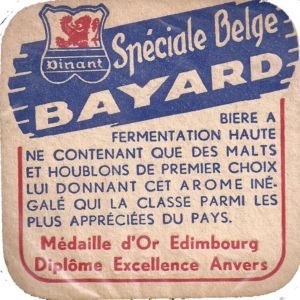 Dinant
Spéciale Belge
BAYARD
BIERE A
FERMENTATION HAUTE
NE CONTENANT QUE DES MALTS
ET HOUBLONS DE PREMIER CHOIX
LUI DONNANT CET AROME INÉ-
GALÉ QUI LA CLASSE PARMI LES
PLUS APPRÉCIÉES DU PAYS.
Médaille d'Or Edimbourg
Diplôme Excellence Anvers